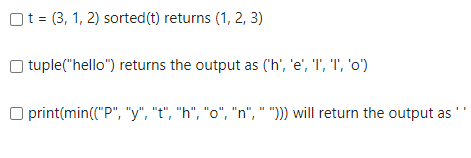 t = (3, 1, 2) sorted(t) returns (1, 2, 3)
tuple("hello") returns the output as ('h', 'e', 'l', 'l', 'o')
print(min(("P", "y", "t", "h", "o", "n", " "))) will return the output as ' '